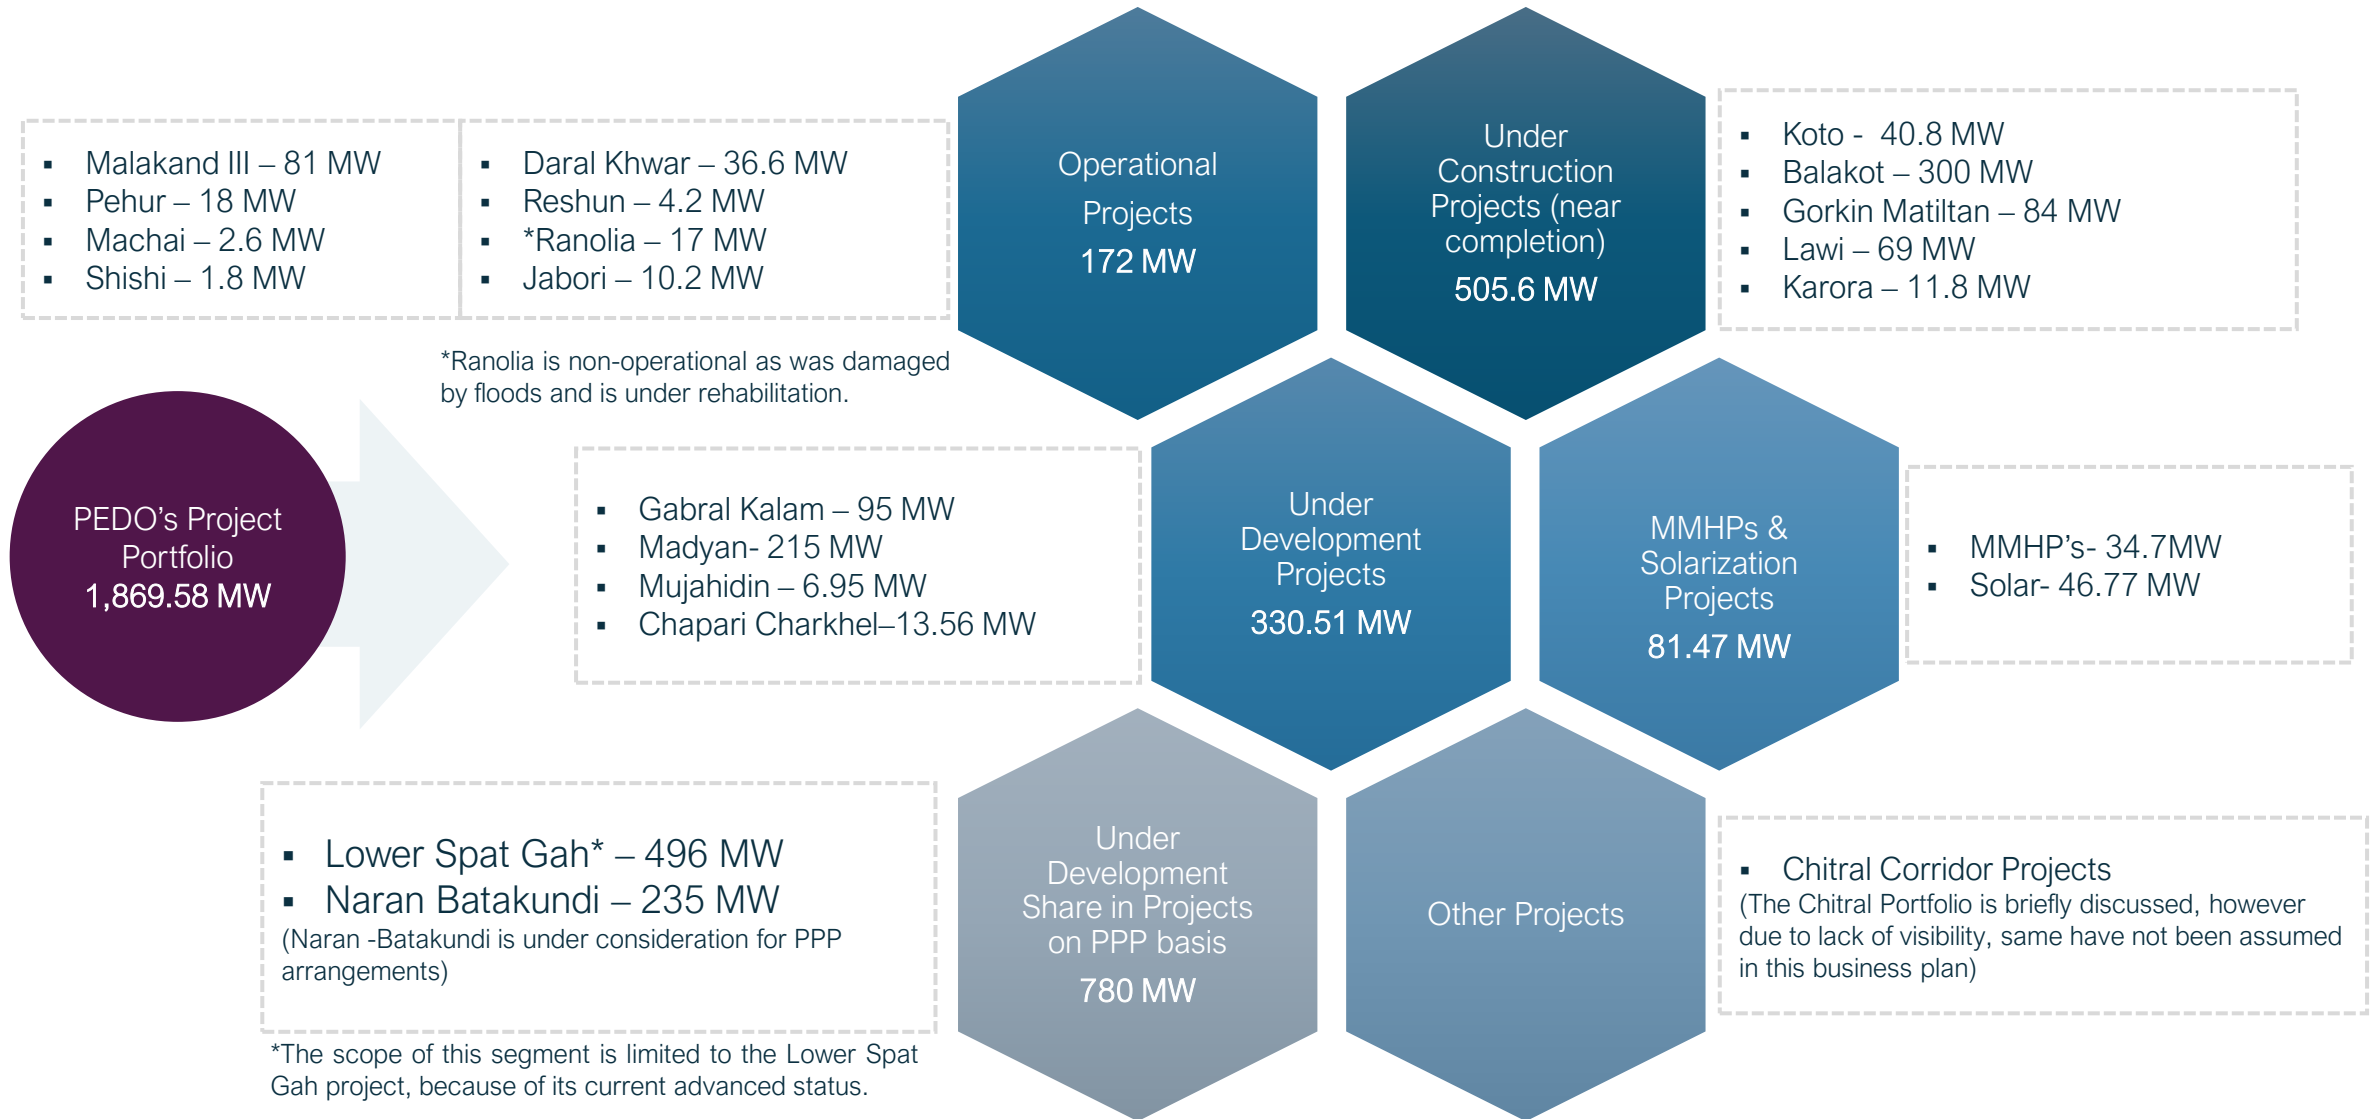 ▪ Malakand III – 81 MW
▪ Pehur – 18 MW
▪ Machai – 2.6 MW
▪ Shishi – 1.8 MW
▪ Daral Khwar – 36.6 MW
▪ Reshun – 4.2 MW
▪ *Ranolia – 17 MW
▪ Jabori – 10.2 MW
*Ranolia is non-operational as was damaged
by floods and is under rehabilitation.
Operational
Projects
172 MW
Under
Construction
Projects (near
completion)
505.6 MW
▪ Koto - 40.8 MW
▪ Balakot – 300 MW
▪ Gorkin Matiltan – 84 MW
▪ Lawi – 69 MW
▪ Karora – 11.8 MW
PEDO’s Project
Portfolio
1,869.58 MW
▪ Gabral Kalam – 95 MW
▪ Madyan- 215 MW
▪ Mujahidin – 6.95 MW
▪ Chapari Charkhel–13.56 MW
Under
Development
Projects
330.51 MW
MMHPs &
Solarization
Projects
81.47 MW
▪ MMHP’s- 34.7MW
▪ Solar- 46.77 MW
▪ Lower Spat Gah* – 496 MW
▪ Naran Batakundi – 235 MW
(Naran -Batakundi is under consideration for PPP
arrangements)
*The scope of this segment is limited to the Lower Spat
Gah project, because of its current advanced status.
Under
Development
Share in Projects
on PPP basis
780 MW
Other Projects
▪ Chitral Corridor Projects
(The Chitral Portfolio is briefly discussed, however
due to lack of visibility, same have not been assumed
in this business plan)